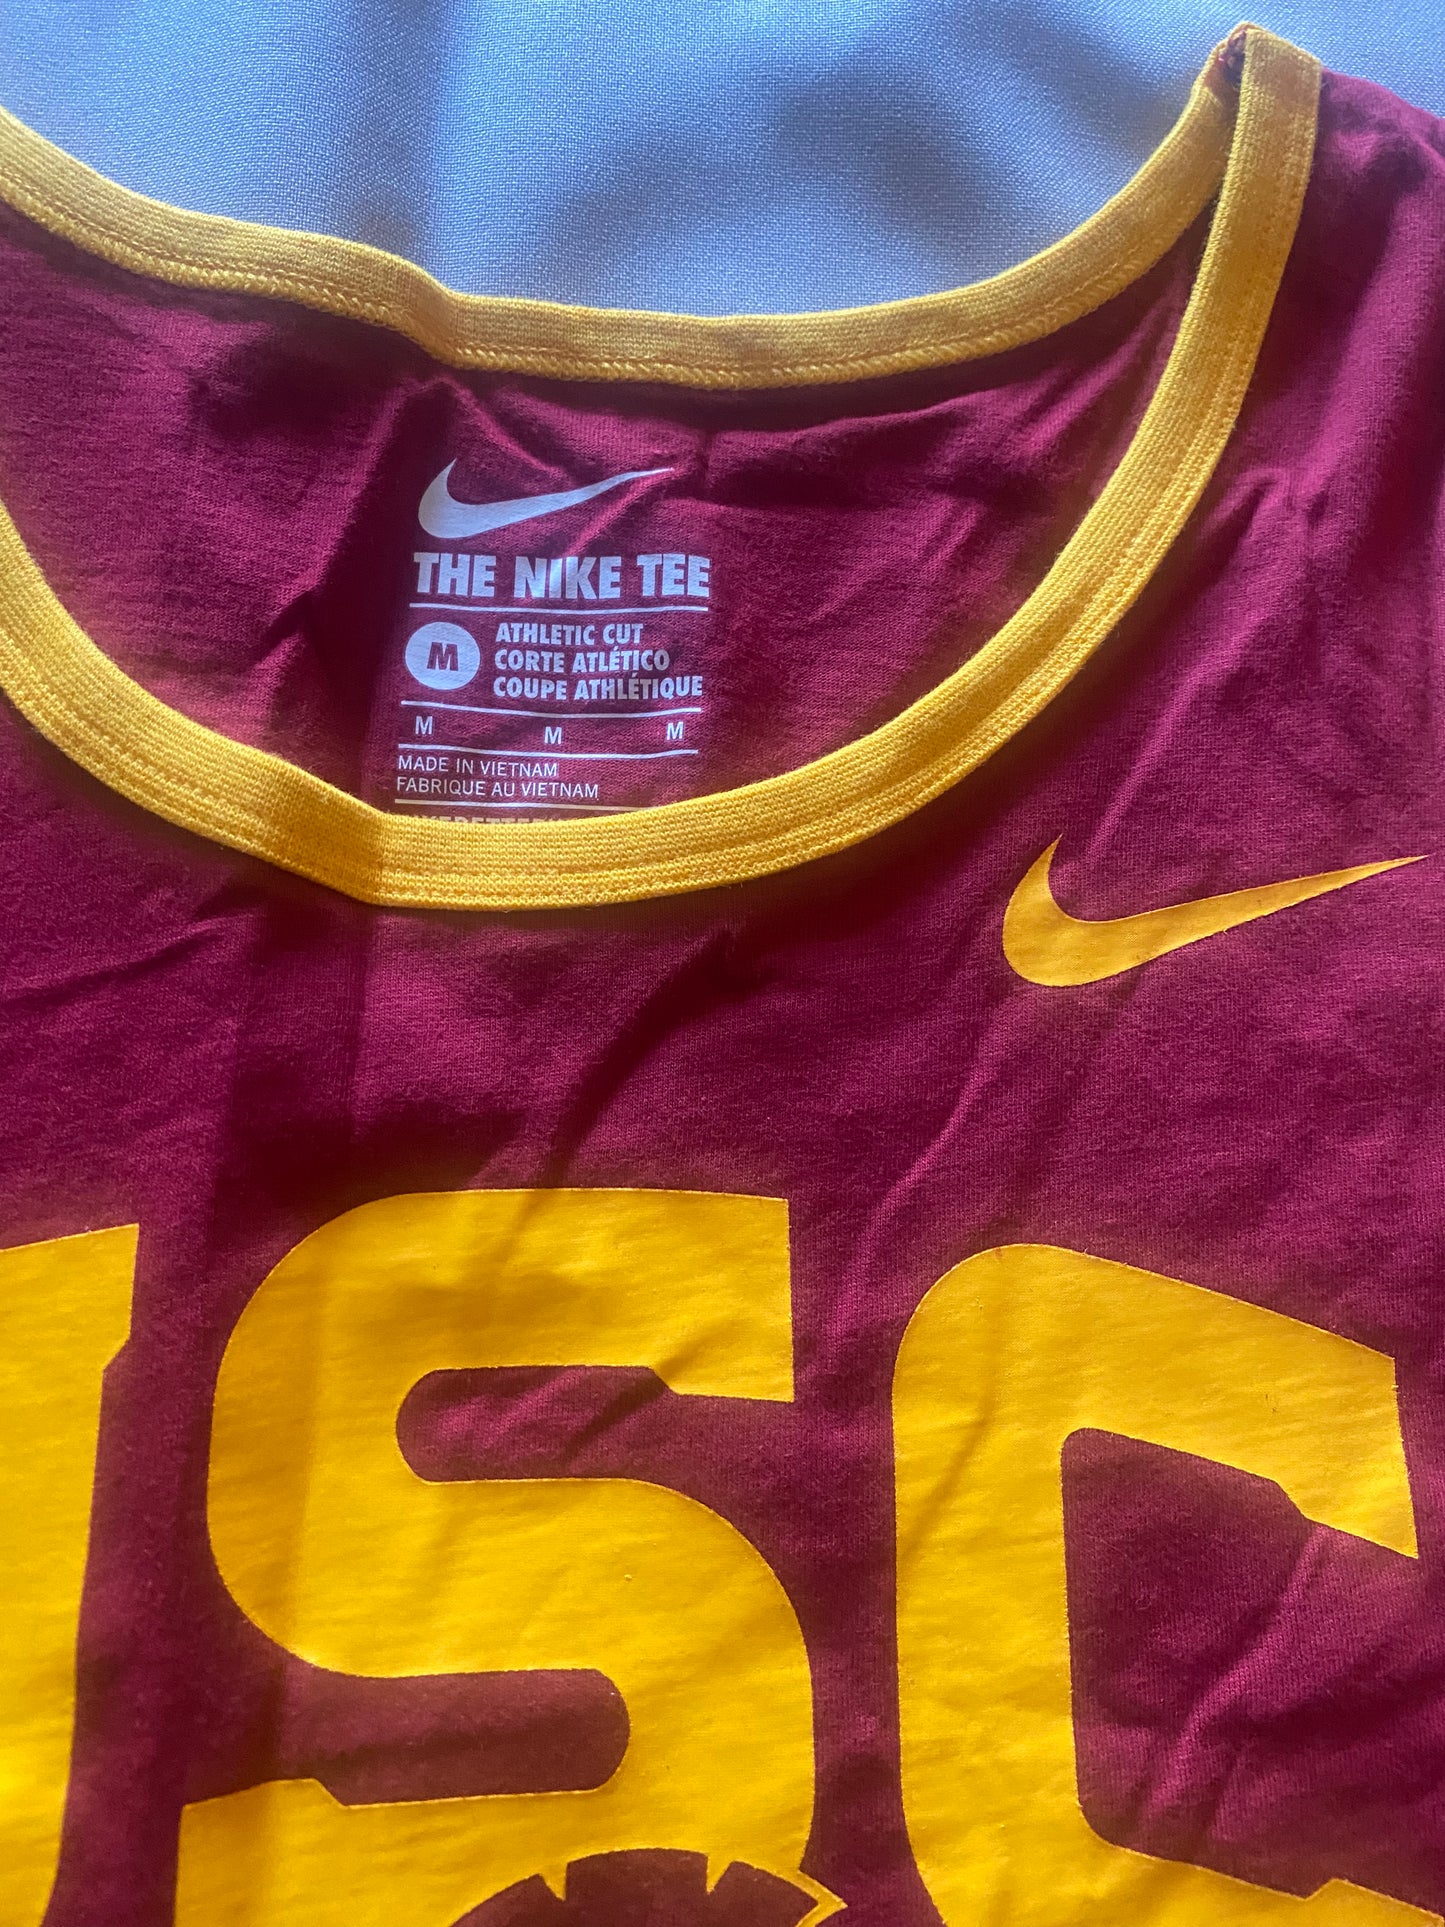 THE NIKE TEE
M
ATHLETIC CUT
CORTE ATLÉTICO
COUPE ATHLÉTIQUE
M M M
MADE IN VIETNAM
FABRIQUE AU VIETNAM
SC